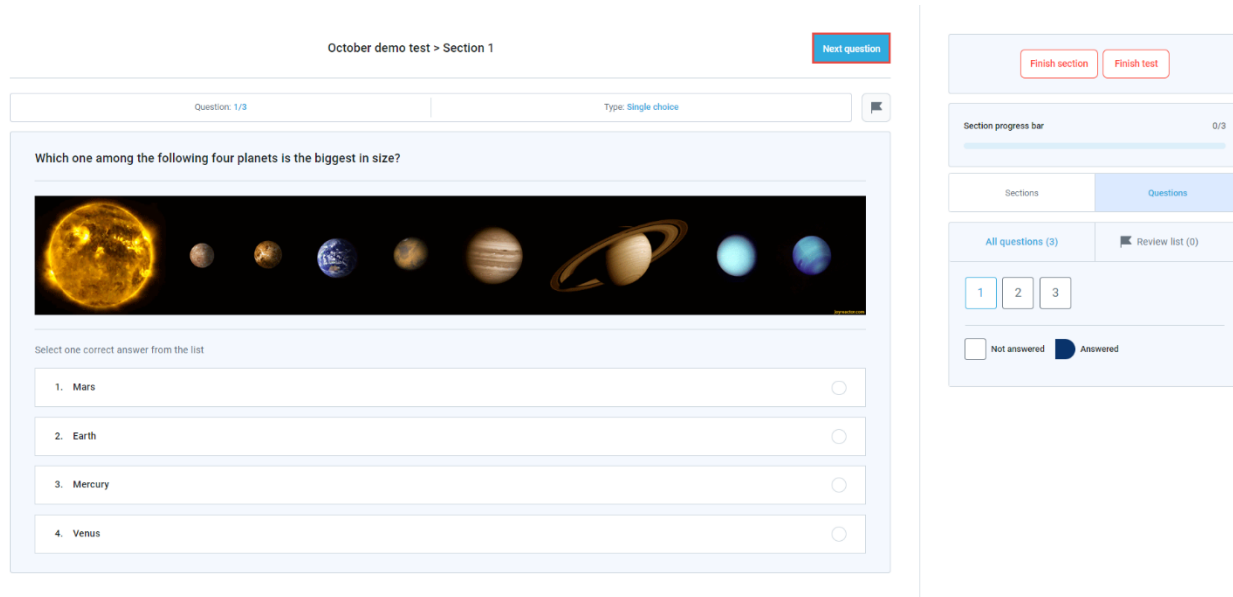 October demo test > Section 1
Next question
Question: 1/3
Type: Single choice
Which one among the following four planets is the biggest in size?
Select one correct answer from the list
1. Mars
2. Earth
3. Mercury
4. Venus
Finish section
Finish test
Section progress bar
0/3
Sections
Questions
All questions (3)
Review list (0)
1
2
3
Not answered
Answered